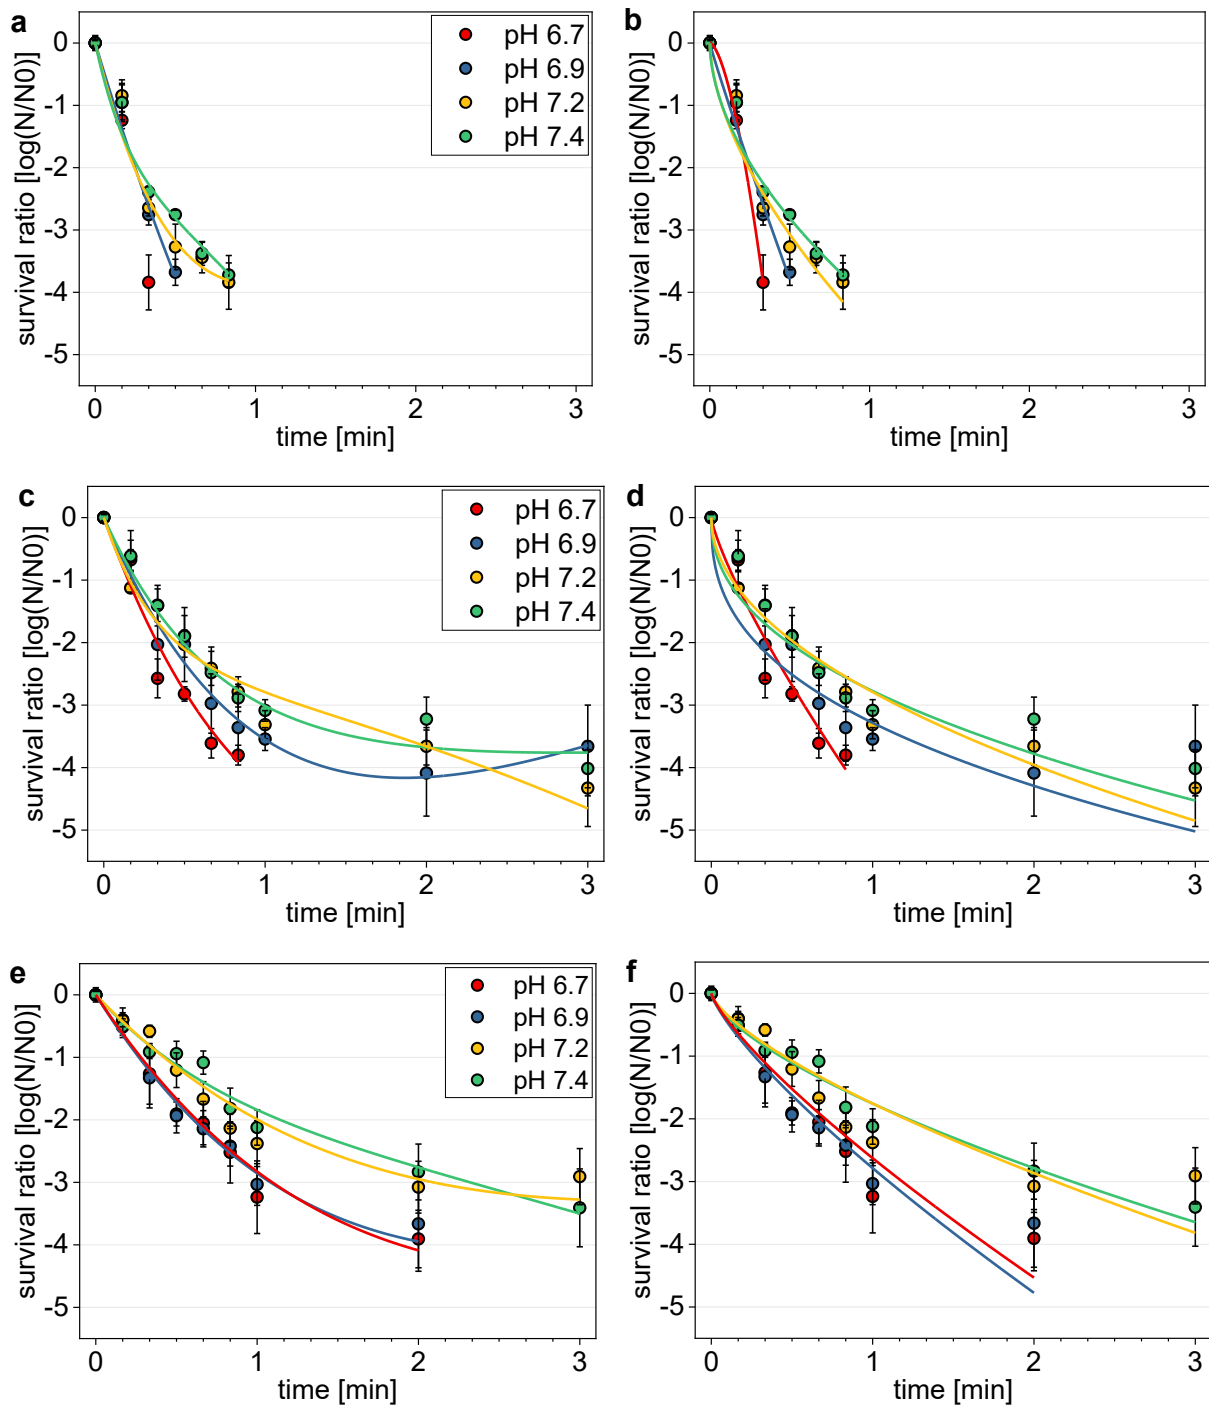 a
survival ratio [log(N/N0)]
0
-1
-2
-3
-4
-5
0 1 2 3
time [min]
pH 6.7
pH 6.9
pH 7.2
pH 7.4
b
survival ratio [log(N/N0)]
0
-1
-2
-3
-4
-5
0 1 2 3
time [min]
c
survival ratio [log(N/N0)]
0
-1
-2
-3
-4
-5
0 1 2 3
time [min]
pH 6.7
pH 6.9
pH 7.2
pH 7.4
d
survival ratio [log(N/N0)]
0
-1
-2
-3
-4
-5
0 1 2 3
time [min]
e
survival ratio [log(N/N0)]
0
-1
-2
-3
-4
-5
0 1 2 3
time [min]
pH 6.7
pH 6.9
pH 7.2
pH 7.4
f
survival ratio [log(N/N0)]
0
-1
-2
-3
-4
-5
0 1 2 3
time [min]